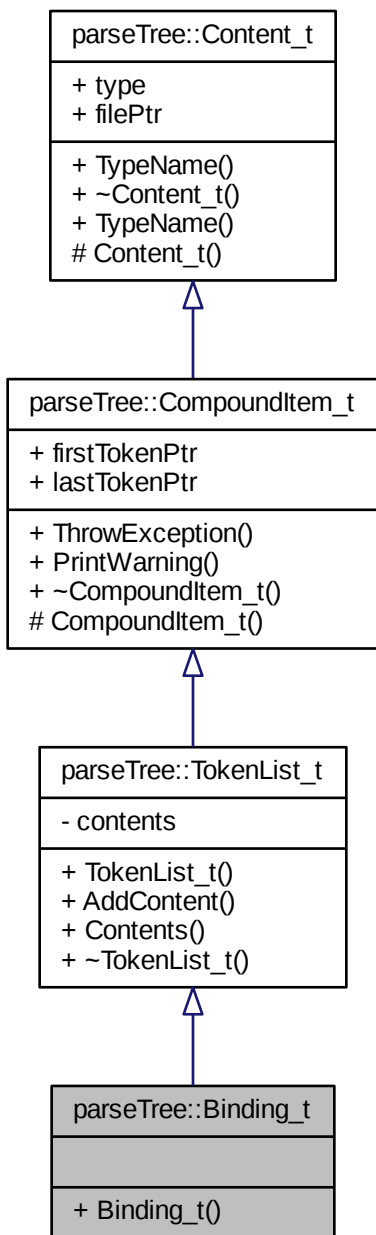 parseTree::Content_t
+ type
+ filePtr
+ TypeName()
+ ~Content_t()
+ TypeName()
# Content_t()
parseTree::CompoundItem_t
+ firstTokenPtr
+ lastTokenPtr
+ ThrowException()
+ PrintWarning()
+ ~CompoundItem_t()
# CompoundItem_t()
parseTree::TokenList_t
- contents
+ TokenList_t()
+ AddContent()
+ Contents()
+ ~TokenList_t()
parseTree::Binding_t
+ Binding_t()